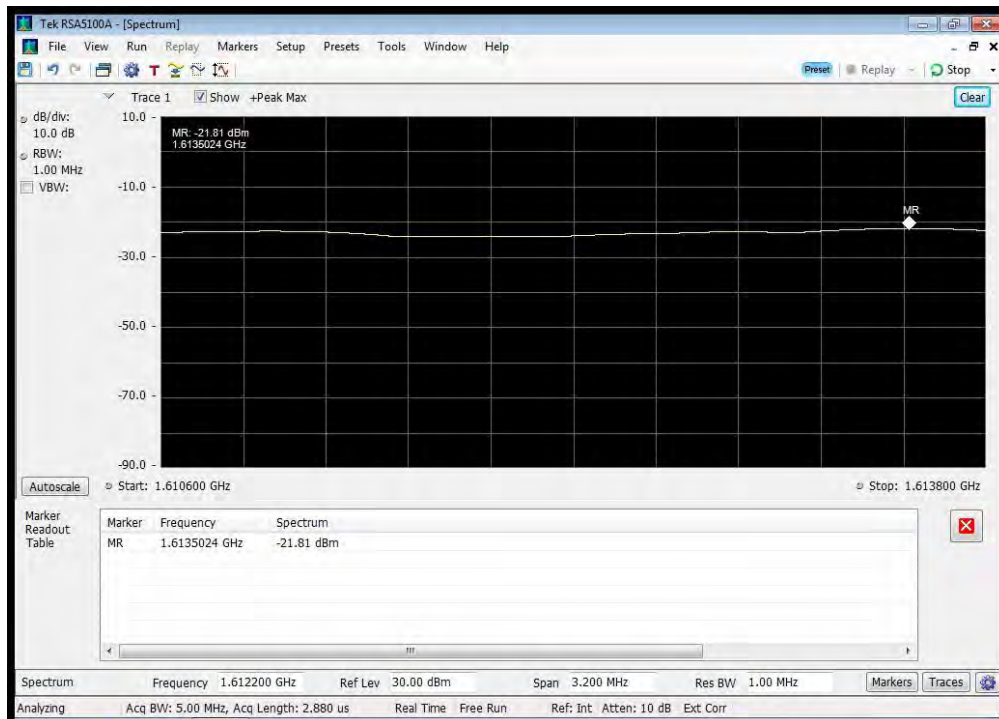 Tek RSA5100A - [Spectrum]
File View Run Replay Markers Setup Presets Tools Window Help
Preset Replay Stop
Trace 1 Show +Peak Max Clear
dB/div:
10.0 dB
RBW:
1.00 MHz
VBW:
10.0
-10.0
-30.0
-50.0
-70.0
-90.0
MR: -21.81 dBm
1.6135024 GHz
MR
Autoscale Start: 1.610600 GHz Stop: 1.613800 GHz
Marker
Readout
Table
Marker Frequency Spectrum
MR 1.6135024 GHz -21.81 dBm
Spectrum Frequency 1.612200 GHz Ref Lev 30.00 dBm Span 3.200 MHz Res BW 1.00 MHz Markers Traces
Analyzing Acq BW: 5.00 MHz, Acq Length: 2.880 us Real Time Free Run Ref: Int Atten: 10 dB Ext Corr